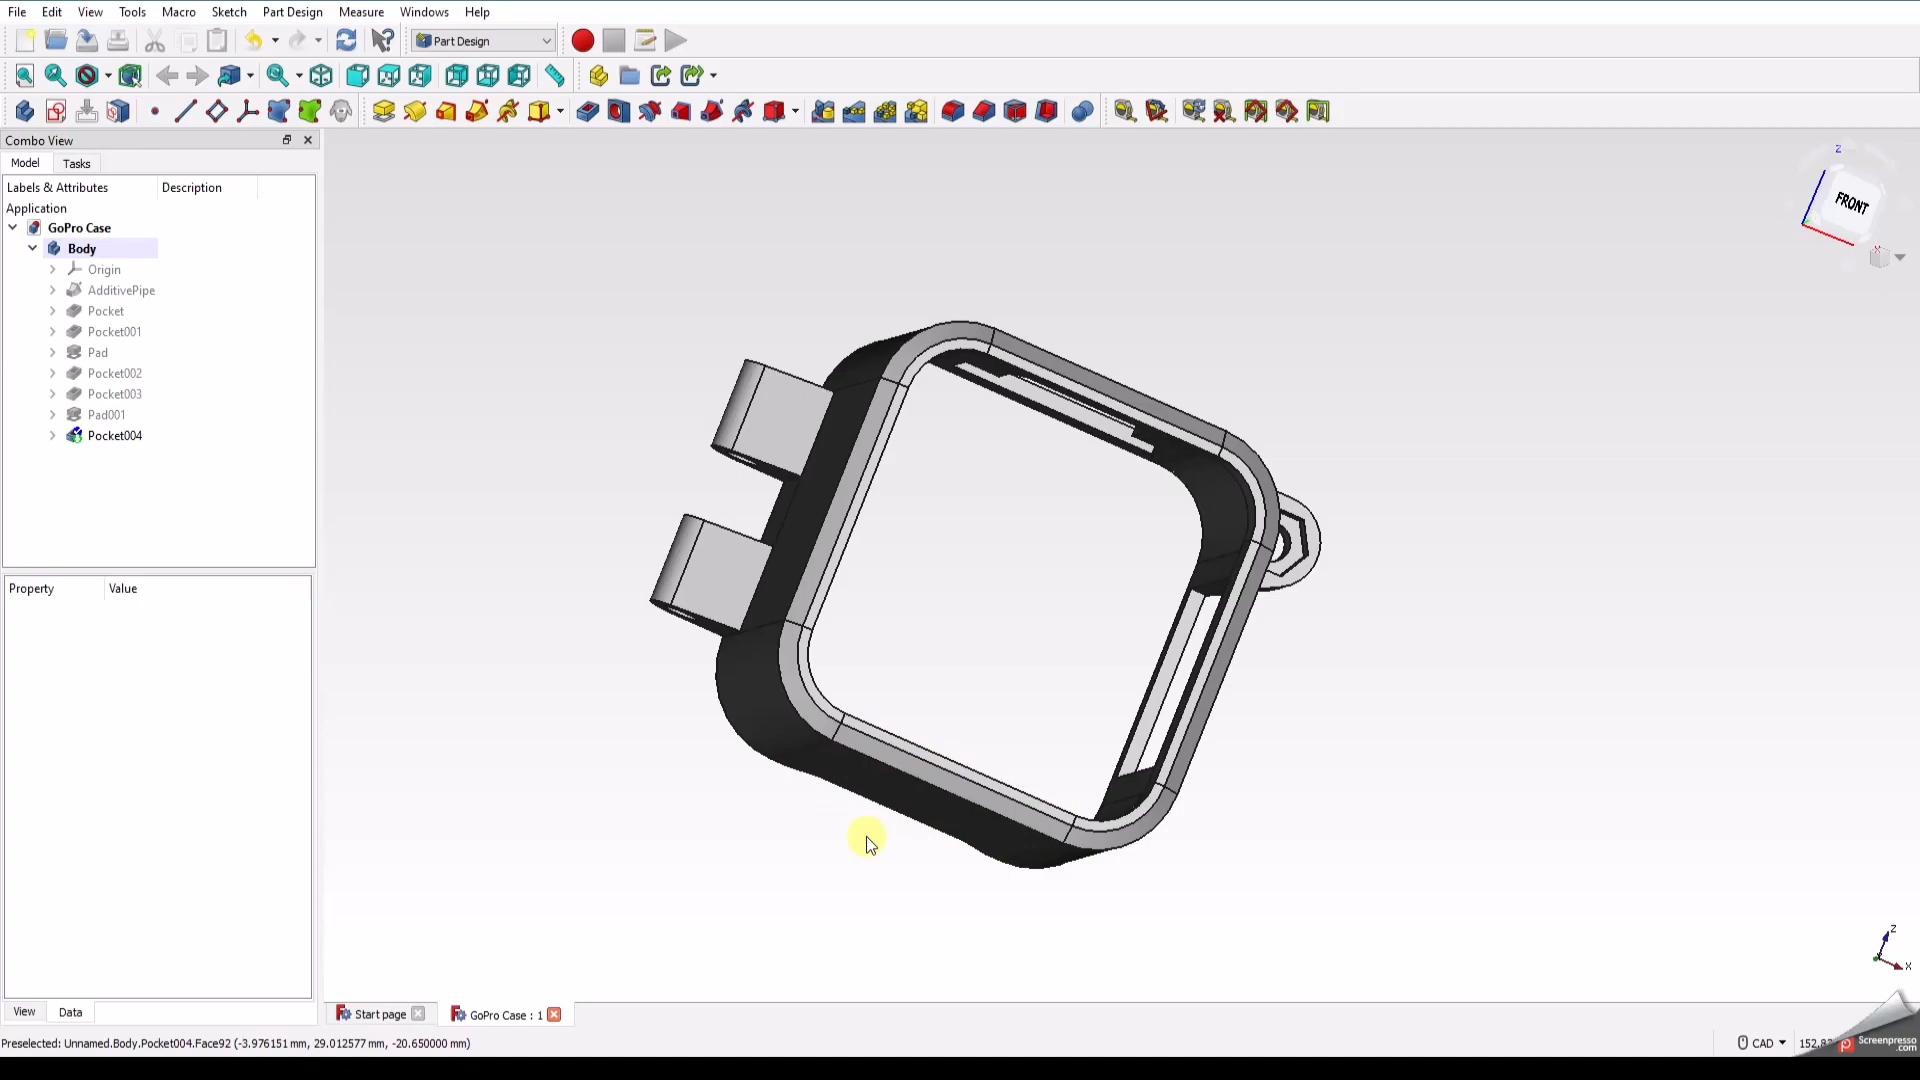 File Edit View Tools Macro Sketch Part Design Measure Windows Help
Part Design
Combo View
Model Tasks
Labels & Attributes Description
Application
GoPro Case
Body
Origin
AdditivePipe
Pocket
Pocket001
Pad
Pocket002
Pocket003
Pad001
Pocket004
Property Value
View Data
Z
FRONT
X
Z
X
Start page
GoPro Case : 1
Preselected: Unnamed.Body.Pocket004.Face92 (-3.976151 mm, 29.012577 mm, -20.650000 mm)
CAD
Screenpresso
.com